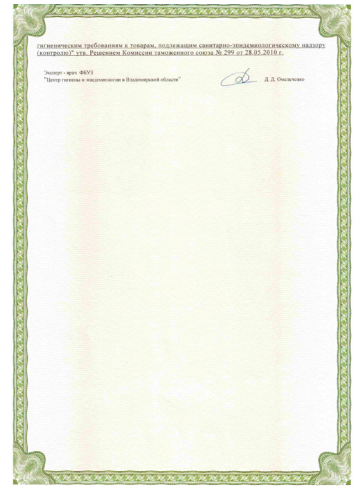 гигиеническим требованиям к товарам, подлежащим санитарно-эпидемиологическому надзору
(контролю)" утв. Решением Комиссии таможенного союза № 299 от 28.05.2010 г.
Эксперт - врач ФБУЗ
"Центр гигиены и эпидемиологии в Владимирской области"
Д. Д. Омельченко